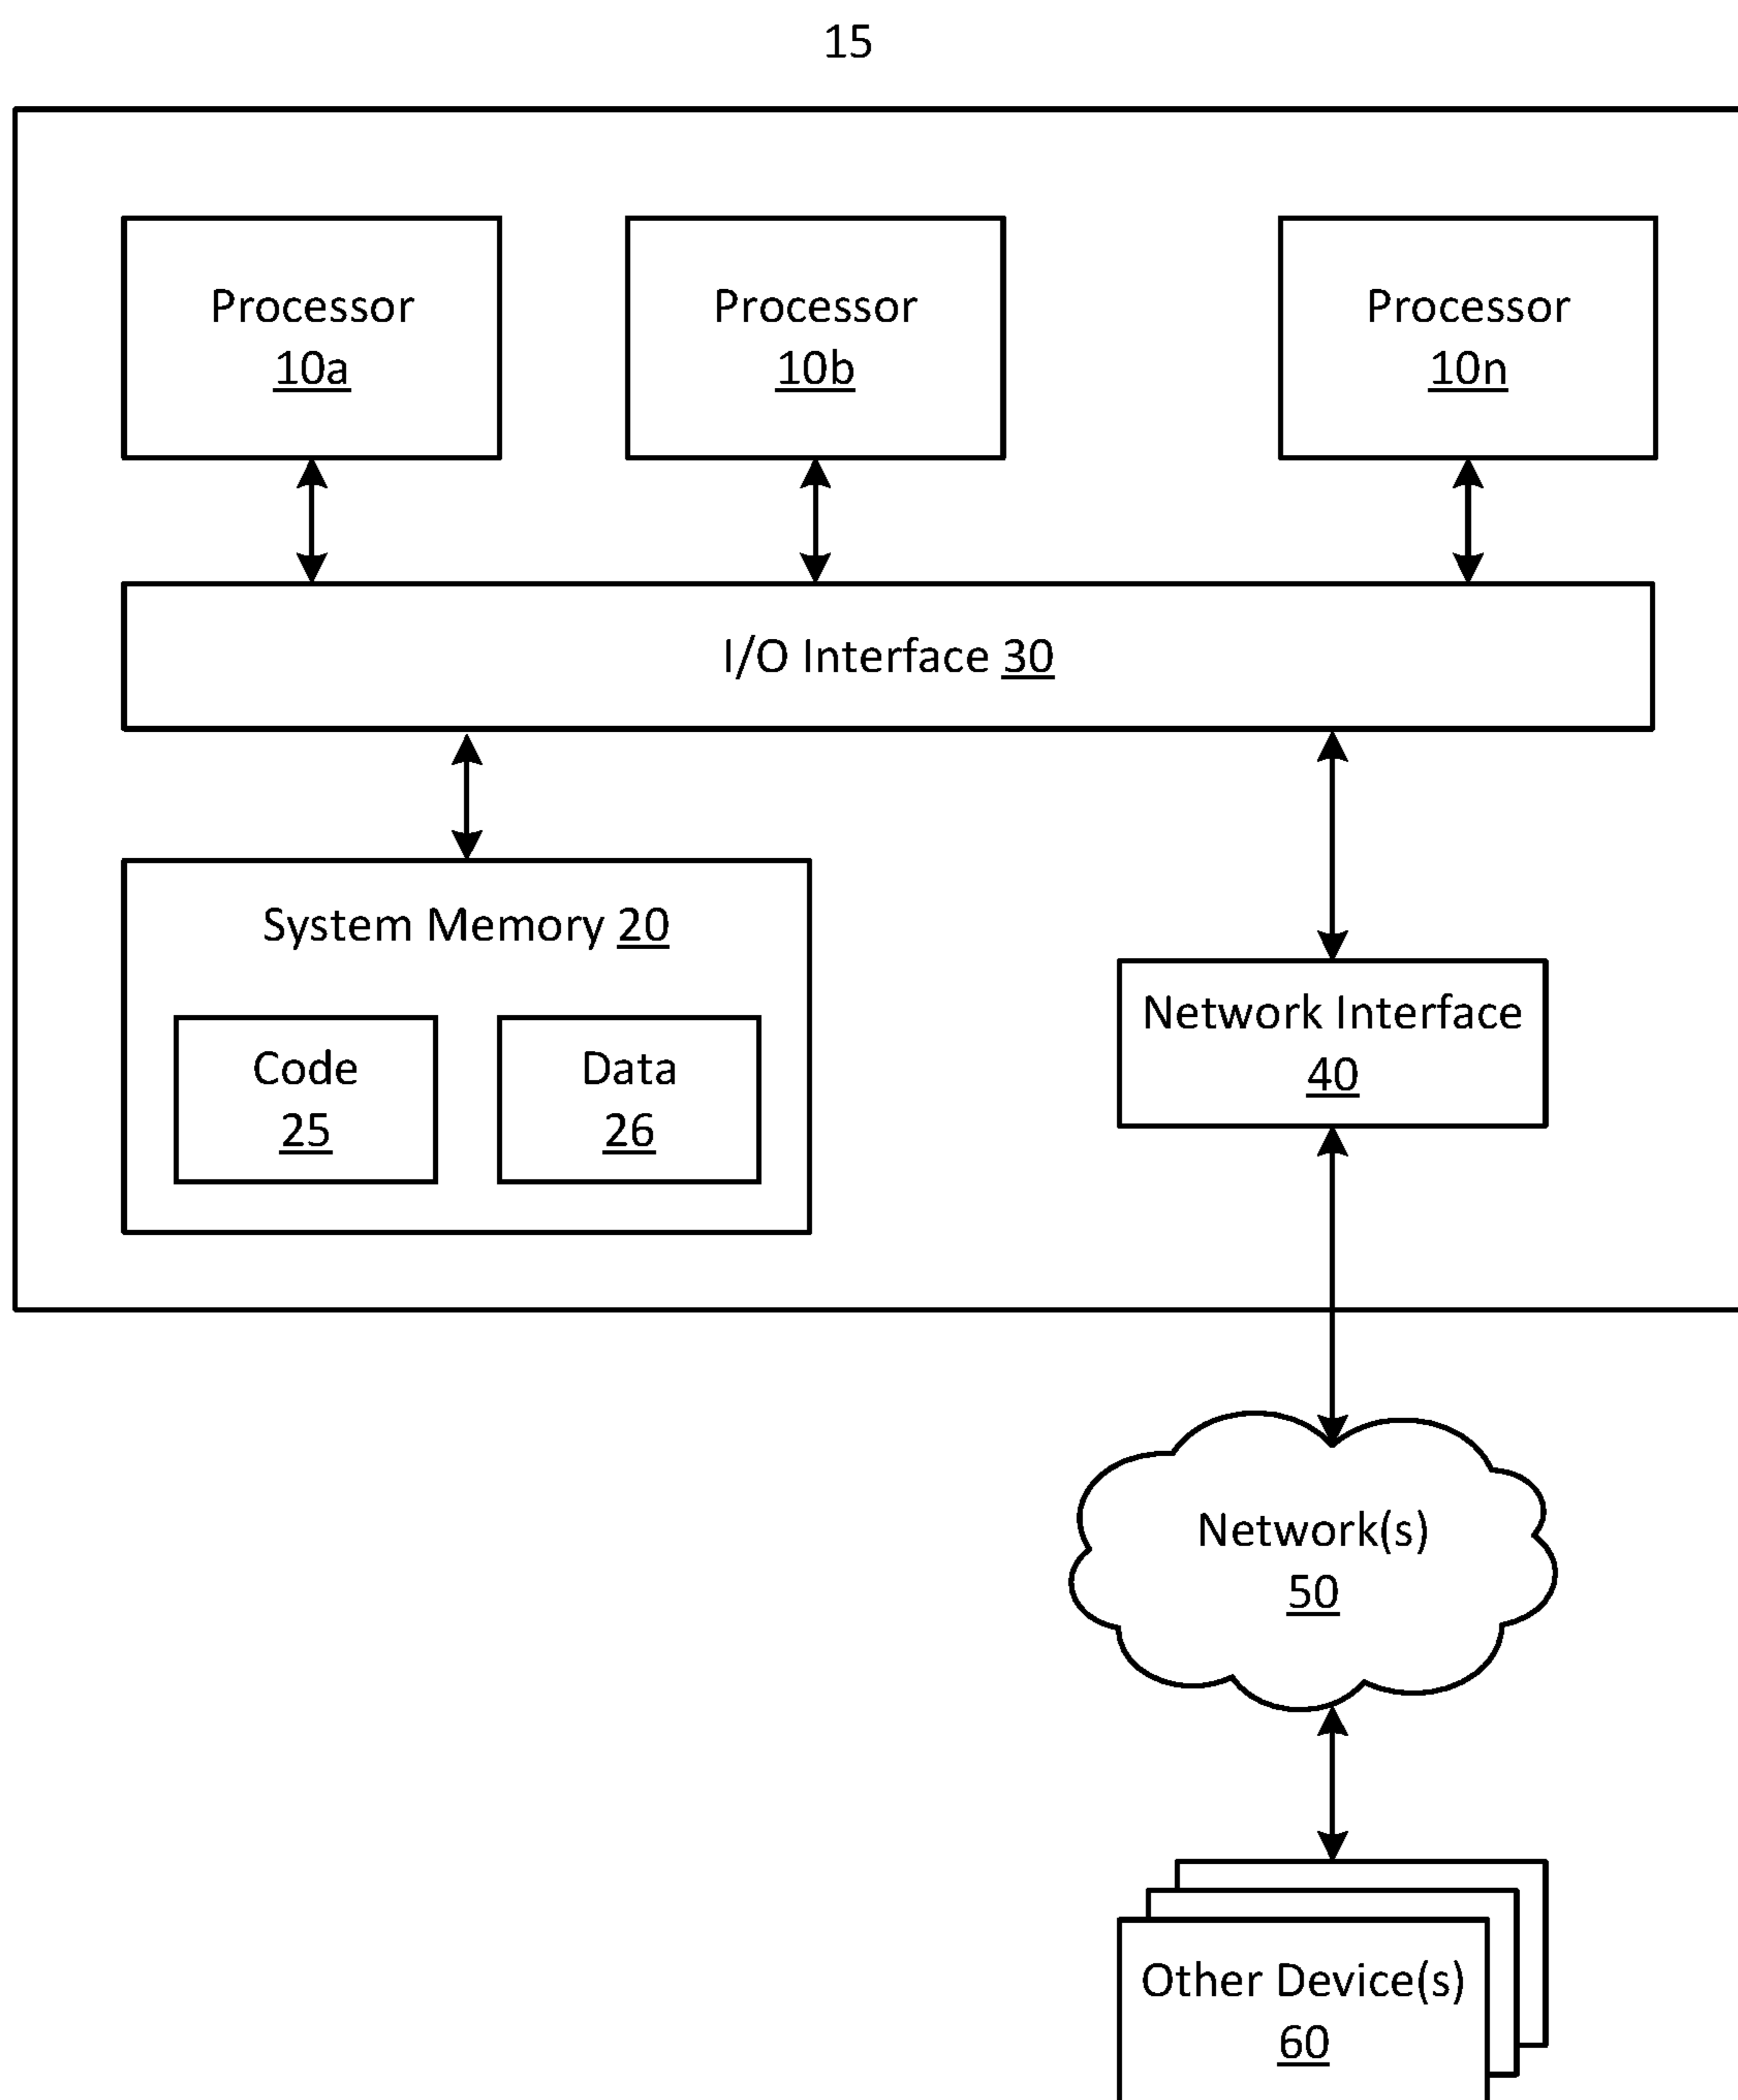 15
Processor
10a
Processor
10b
Processor
10n
I/O Interface 30
System Memory 20
Code
25
Data
26
Network Interface
40
Network(s)
50
Other Device(s)
60